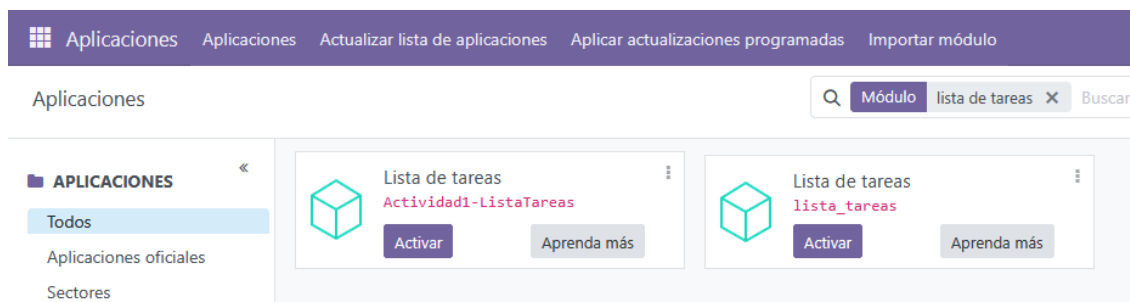 Aplicaciones Aplicaciones Actualizar lista de aplicaciones Aplicar actualizaciones programadas Importar módulo
Aplicaciones
Módulo lista de tareas × Buscar
« 
APLICACIONES
Todos
Aplicaciones oficiales
Sectores
Lista de tareas
Actividad1-ListaTareas
Activar Aprenda más
Lista de tareas
lista_tareas
Activar Aprenda más